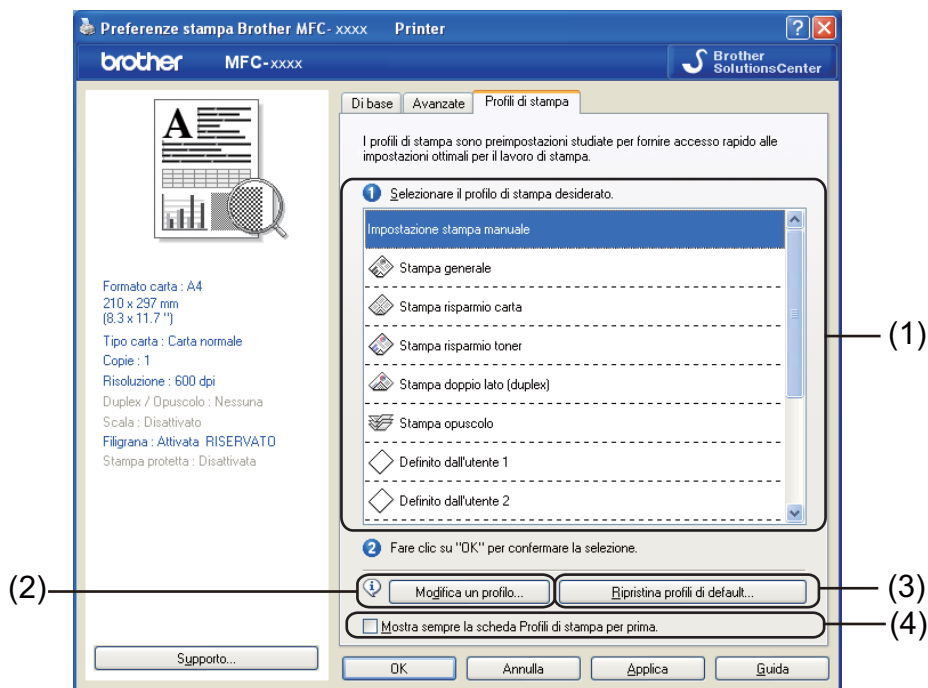 Preferenze stampa Brother MFC- xxxx Printer
brother MFC-xxxx
Brother
SolutionsCenter
A
Formato carta : A4
210 x 297 mm
(8.3 x 11.7 ")
Tipo carta : Carta normale
Copie : 1
Risoluzione : 600 dpi
Duplex / Opuscolo : Nessuna
Scala : Disattivato
Filigrana : Attivata RISERVATO
Stampa protetta : Disattivata
Supporto...
Di base Avanzate Profili di stampa
I profili di stampa sono preimpostazioni studiate per fornire accesso rapido alle
impostazioni ottimali per il lavoro di stampa.
1 Selezionare il profilo di stampa desiderato.
Impostazione stampa manuale
Stampa generale
Stampa risparmio carta
Stampa risparmio toner
Stampa doppio lato (duplex)
Stampa opuscolo
Definito dall'utente 1
Definito dall'utente 2
(1)
2 Fare clic su "OK" per confermare la selezione.
(2)
Modifica un profilo... Ripristina profili di default...
(3)
Mostra sempre la scheda Profili di stampa per prima.
(4)
OK Annulla Applica Guida